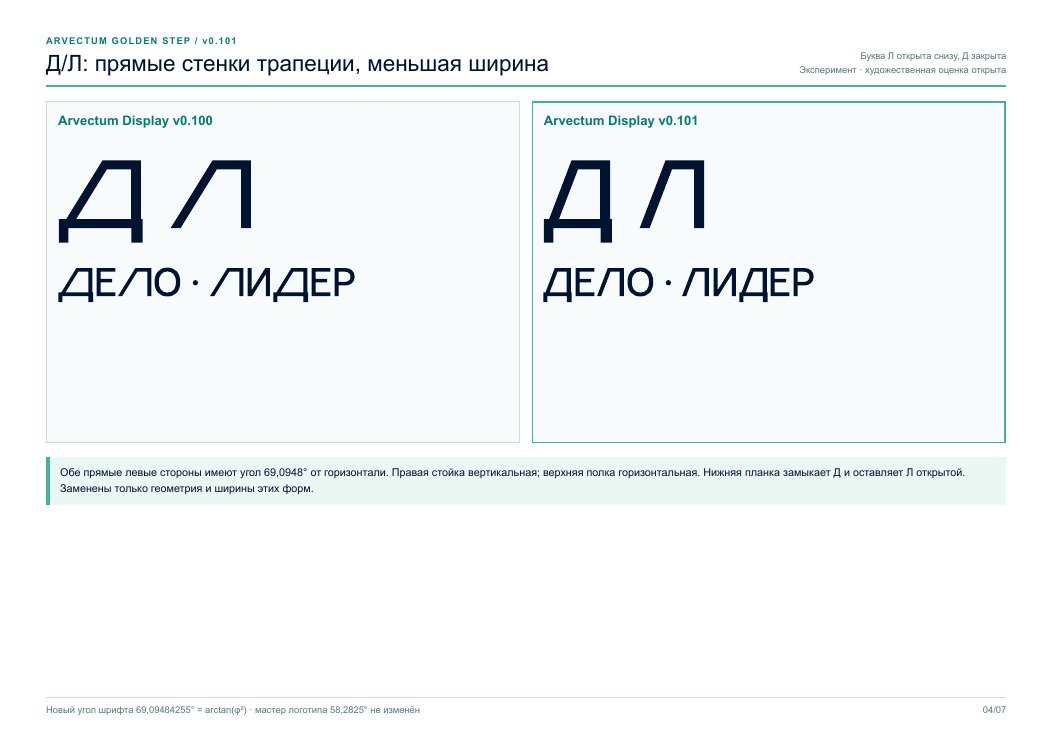 ARVECTUM GOLDEN STEP / v0.101
Д/Л: прямые стенки трапеции, меньшая ширина
Буква Л открыта снизу, Д закрыта
Эксперимент · художественная оценка открыта
Arvectum Display v0.100
Д Л
ДЕЛО · ЛИДЕР
Arvectum Display v0.101
Д Л
ДЕЛО · ЛИДЕР
Обе прямые левые стороны имеют угол 69,0948° от горизонтали. Правая стойка вертикальная; верхняя полка горизонтальная. Нижняя планка замыкает Д и оставляет Л открытой.
Заменены только геометрия и ширины этих форм.
Новый угол шрифта 69,09484255° = arctan(φ²) · мастер логотипа 58,2825° не изменён
04/07